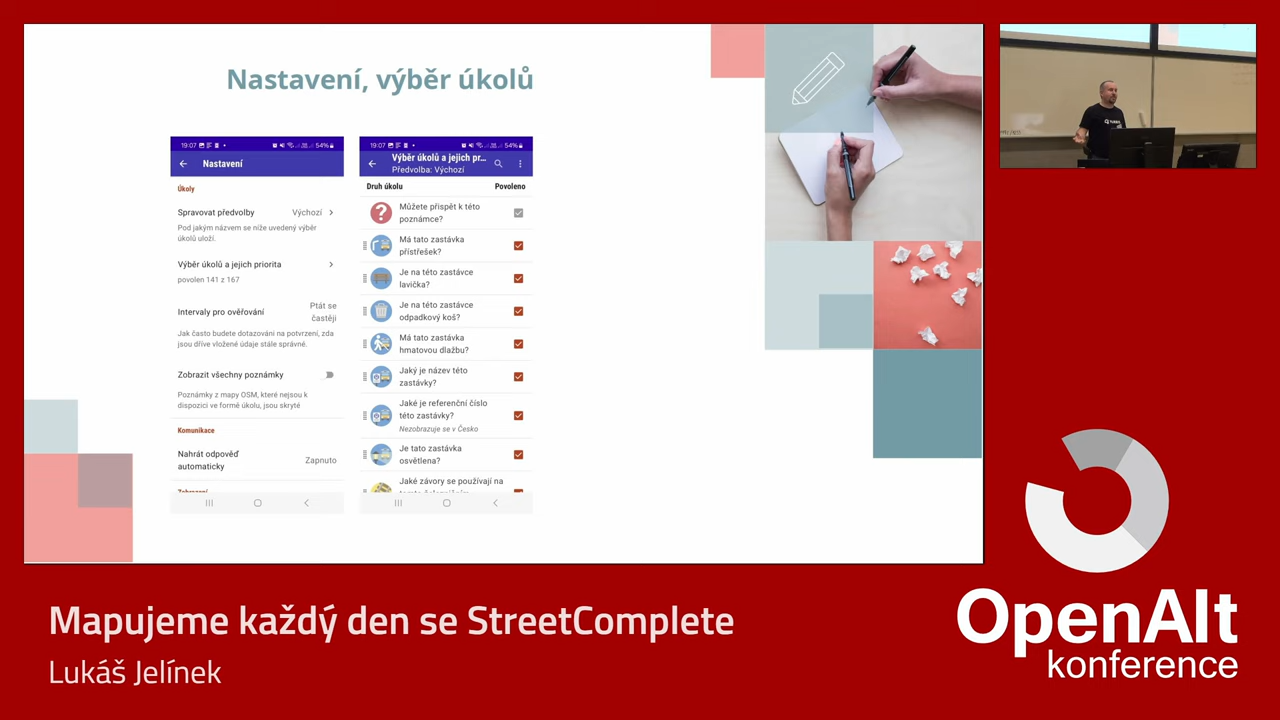 Nastavení, výběr úkolů
19:07
54%
Nastavení
Úkoly
Spravovat předvolby
Výchozí
Pod jakým názvem se níže uvedený výběr
úkolů uloží.
Výběr úkolů a jejich priorita
povolen 141 z 167
Intervaly pro ověřování
Ptát se
častěji
Jak často budete dotazováni na potvrzení, zda
jsou dříve vložené údaje stále správné.
Zobrazit všechny poznámky
Poznámky z mapy OSM, které nejsou k
dispozici ve formě úkolu, jsou skryté
Komunikace
Nahrát odpověď
automaticky
Zapnuto
Zobrazení
19:07
54%
Výběr úkolů a jejich pr...
Předvolba: Výchozí
Druh úkolu
Povoleno
Můžete přispět k této
poznámce?
Má tato zastávka
přístřešek?
Je na této zastávce
lavička?
Je na této zastávce
odpadkový koš?
Má tato zastávka
hmatovou dlažbu?
Jaký je název této
zastávky?
Jaké je referenční číslo
této zastávky?
Nezobrazuje se v Česko
Je tato zastávka
osvětlena?
Jaké závory se používají na
Mapujeme každý den se StreetComplete
Lukáš Jelínek
OpenAlt
konference